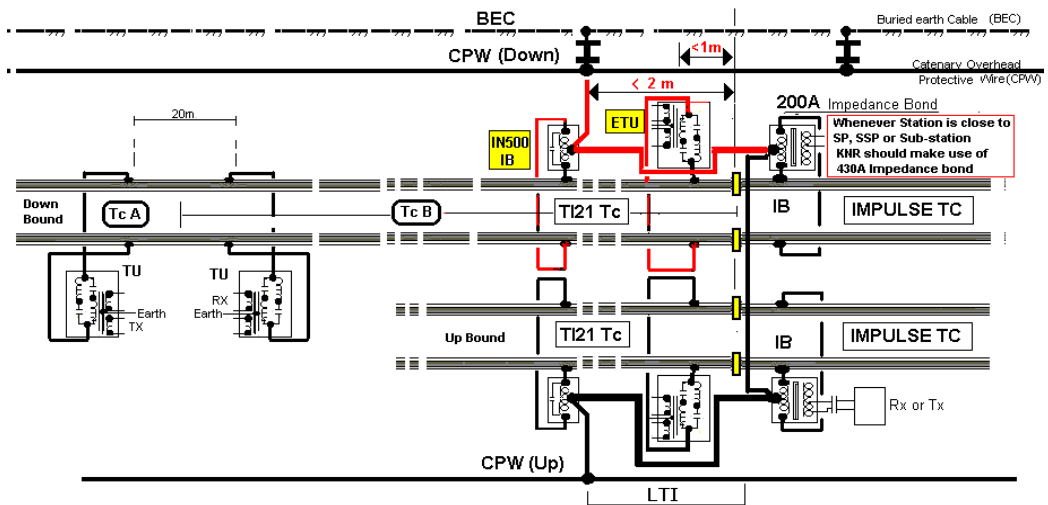 BEC
Buried earth Cable (BEC)
CPW (Down)
<1m
Catenary Overhead
Protective Wire(CPW)
< 2 m
20m
IN500
IB
ETU
200A Impedance Bond
Whenever Station is close to
SP, SSP or Sub-station
KNR should make use of
430A Impedance bond
Down
Bound
Tc A
Tc B
TI21 Tc
IB
IMPULSE TC
TU
TU
RX
Earth
Earth
TX
Up Bound
TI21 Tc
IB
IMPULSE TC
Rx or Tx
CPW (Up)
LTI